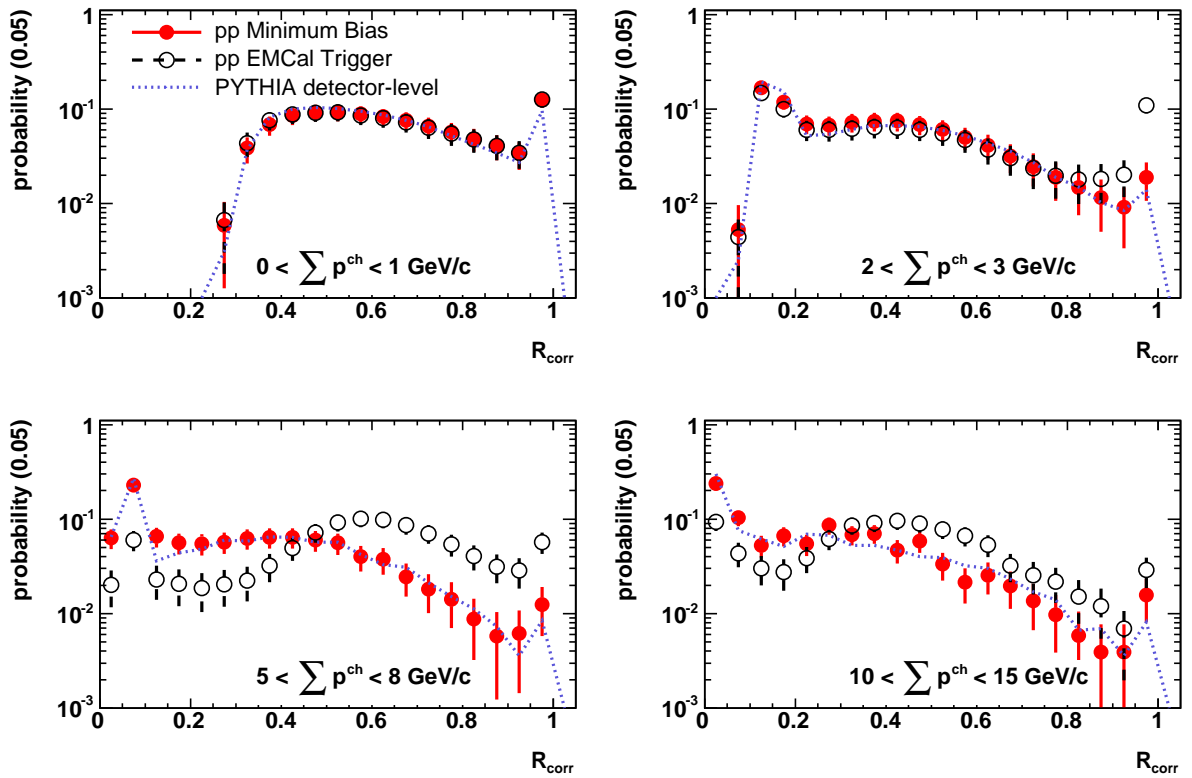 probability (0.05)
1
10⁻¹
10⁻²
10⁻³
pp Minimum Bias
pp EMCal Trigger
PYTHIA detector-level
0 < ∑ pᶜʰ < 1 GeV/c
0 0.2 0.4 0.6 0.8 1
R_corr
probability (0.05)
1
10⁻¹
10⁻²
10⁻³
2 < ∑ pᶜʰ < 3 GeV/c
0 0.2 0.4 0.6 0.8 1
R_corr
probability (0.05)
1
10⁻¹
10⁻²
10⁻³
5 < ∑ pᶜʰ < 8 GeV/c
0 0.2 0.4 0.6 0.8 1
R_corr
probability (0.05)
1
10⁻¹
10⁻²
10⁻³
10 < ∑ pᶜʰ < 15 GeV/c
0 0.2 0.4 0.6 0.8 1
R_corr